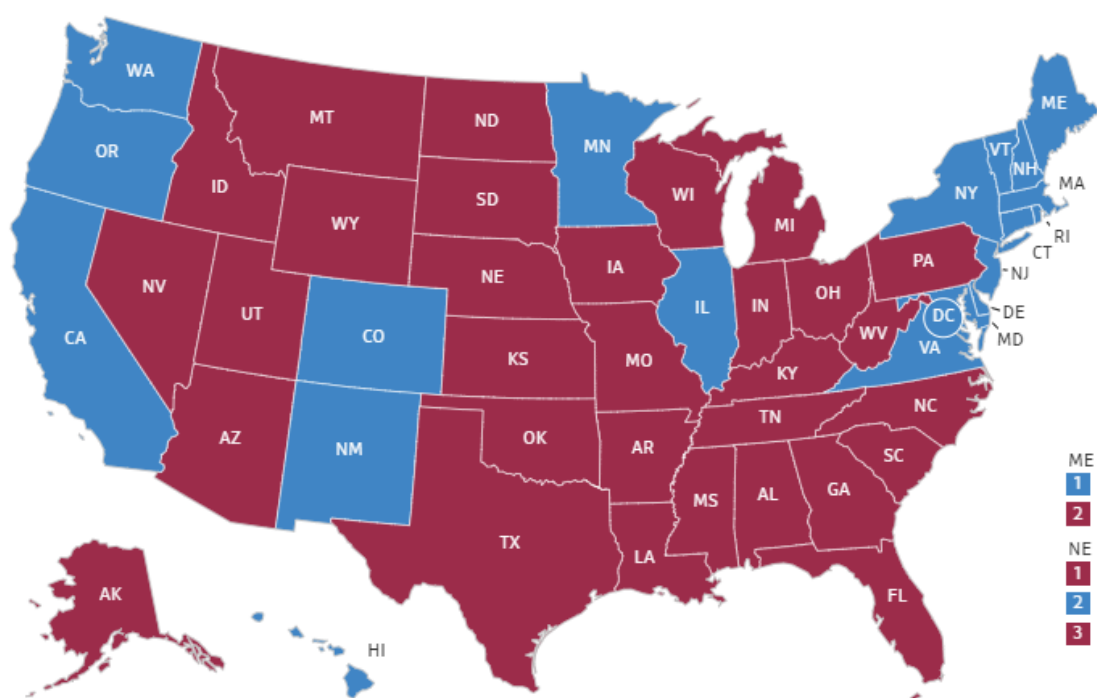 WA
OR
CA
NV
ID
MT
WY
UT
CO
AZ
NM
ND
SD
NE
KS
OK
TX
MN
IA
MO
AR
LA
WI
IL
MI
IN
OH
KY
TN
MS
AL
GA
FL
SC
NC
WV
VA
DC
PA
NY
VT
NH
ME
MA
RI
CT
NJ
DE
MD
AK
HI
ME
1
2
NE
1
2
3